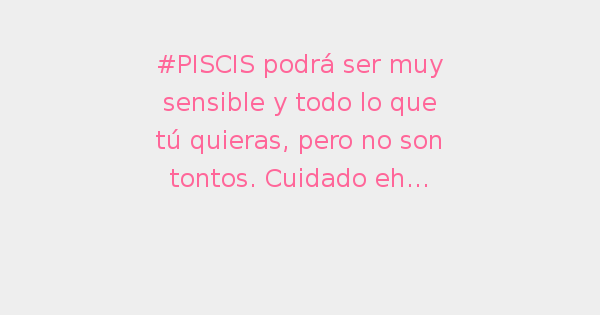 #PISCIS podrá ser muy
sensible y todo lo que
tú quieras, pero no son
tontos. Cuidado eh...